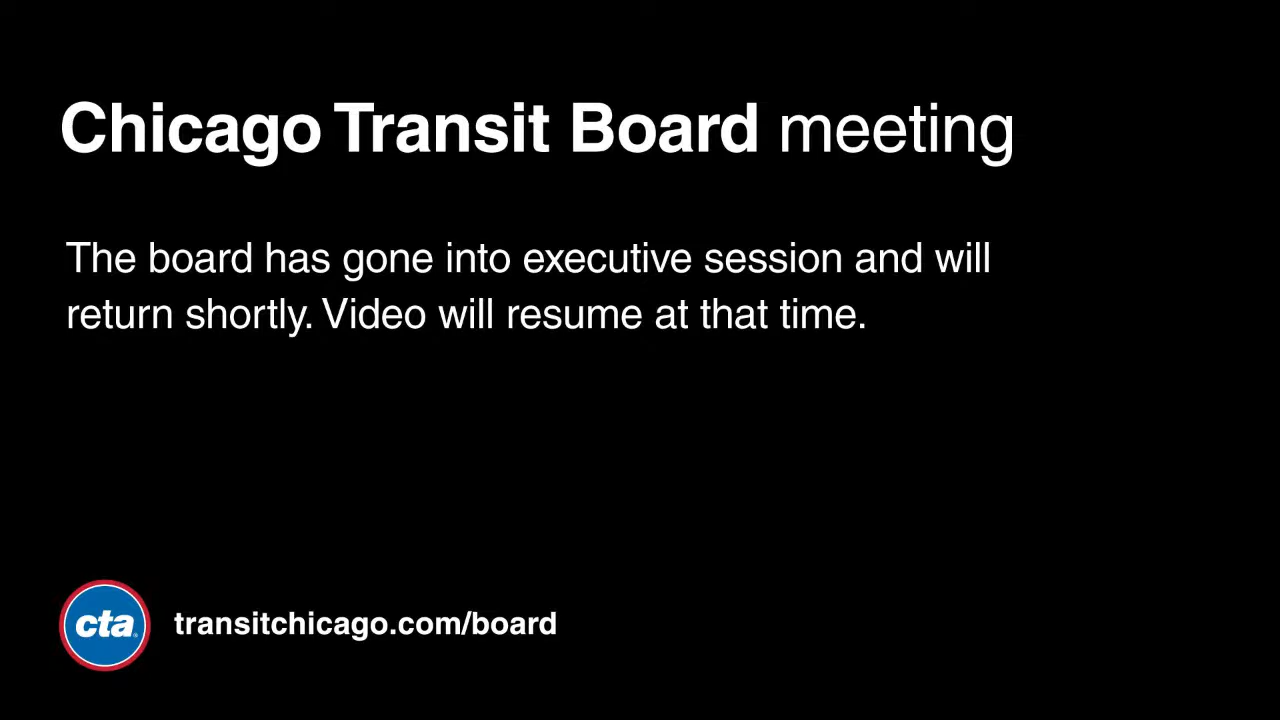 Chicago Transit Board meeting
The board has gone into executive session and will
return shortly. Video will resume at that time.
cta®
transitchicago.com/board